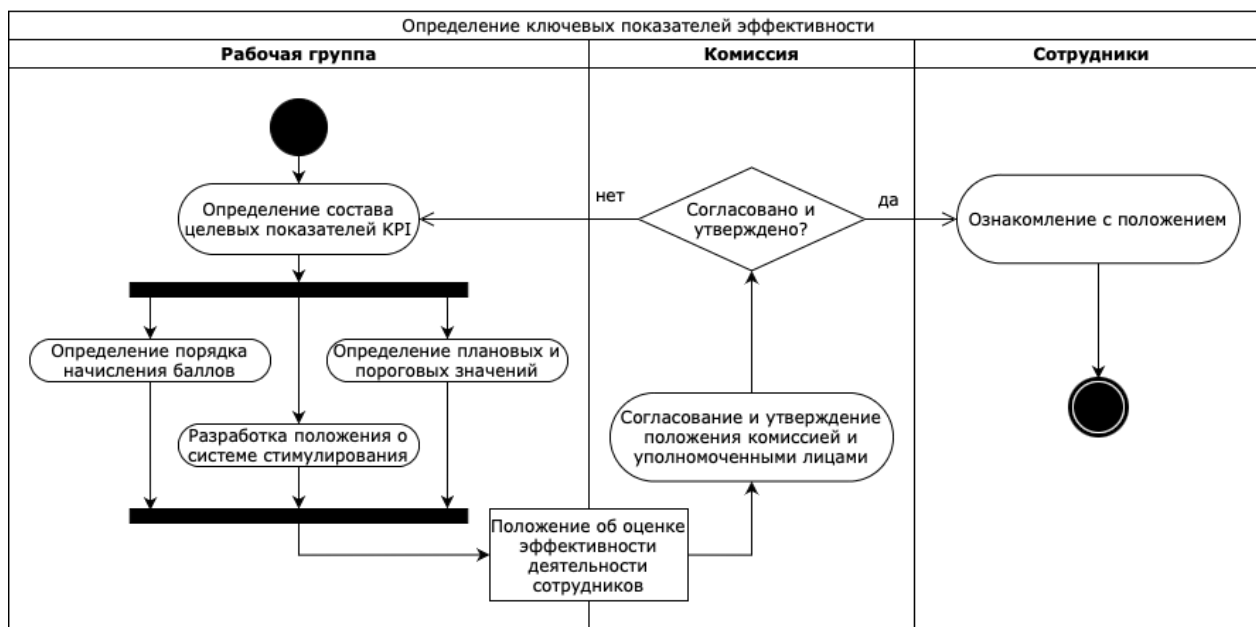 Определение ключевых показателей эффективности
Рабочая группа
Комиссия
Сотрудники
Определение состава
целевых показателей KPI
нет
Согласовано и
утверждено?
да
Ознакомление с положением
Определение порядка
начисления баллов
Определение плановых и
пороговых значений
Разработка положения о
системе стимулирования
Согласование и утверждение
положения комиссией и
уполномоченными лицами
Положение об оценке
эффективности
деятельности
сотрудников